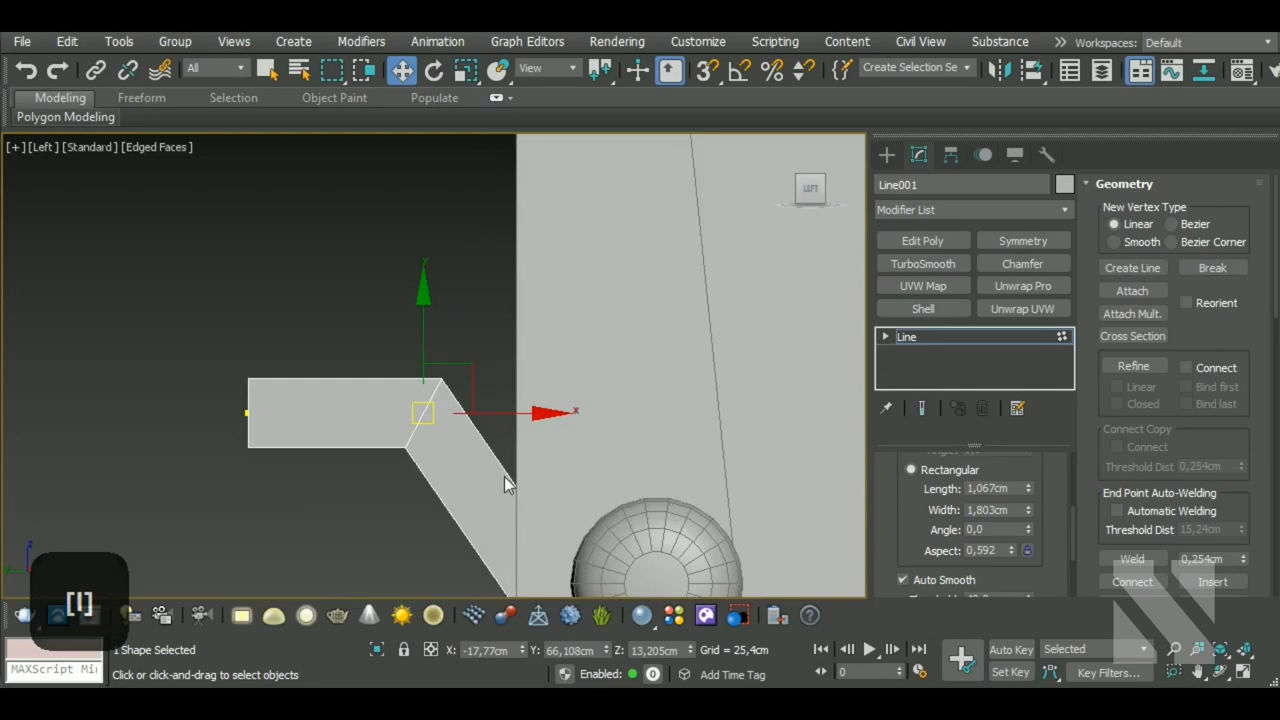 File Edit Tools Group Views Create Modifiers Animation Graph Editors Rendering Customize Scripting Content Civil View Substance Workspaces: Default
All View Create Selection Se
Modeling Freeform Selection Object Paint Populate
Polygon Modeling
[+] [Left] [Standard] [Edged Faces]
LEFT
y
x
z
y
[I]
Line001
Modifier List
Edit Poly Symmetry
TurboSmooth Chamfer
UVW Map Unwrap Pro
Shell Unwrap UVW
Line
Rectangular
Length: 1,067cm
Width: 1,803cm
Angle: 0,0
Aspect: 0,592
Auto Smooth
Geometry
New Vertex Type
Linear Bezier
Smooth Bezier Corner
Create Line Break
Attach
Reorient
Attach Mult.
Cross Section
Refine Connect
Linear Bind first
Closed Bind last
Connect Copy
Connect
Threshold Dist 0,254cm
End Point Auto-Welding
Automatic Welding
Threshold Dist 15,24cm
Weld 0,254cm
Connect Insert
1 Shape Selected
X: -17,77cm Y: 66,108cm Z: 13,205cm Grid = 25,4cm
Auto Key Selected
MAXScript Mi
Click or click-and-drag to select objects
Enabled: 0 Add Time Tag
0
Set Key Key Filters...